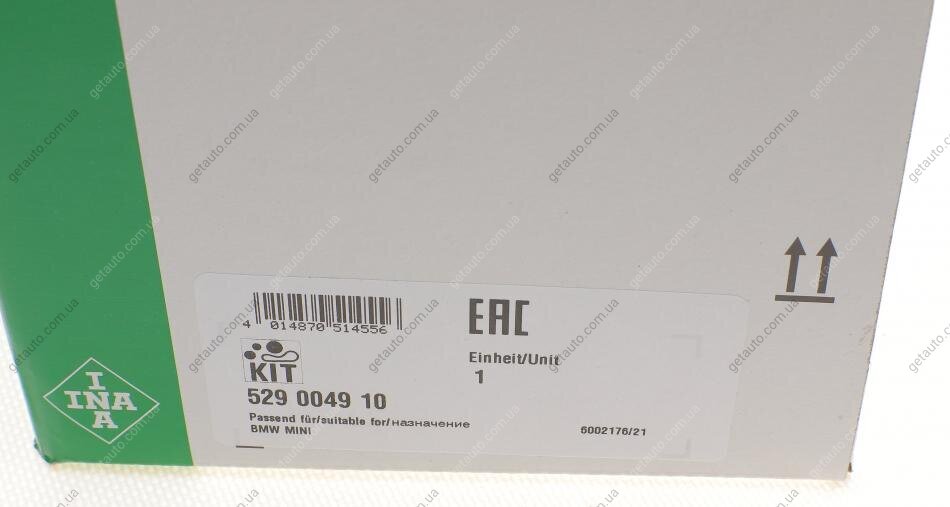 4 014870 514556
EAC
KIT
Einheit/Unit
1
529 0049 10
Passend für/suitable for/назначение
BMW MINI
6002176/21
INA
INA
getauto.com.ua